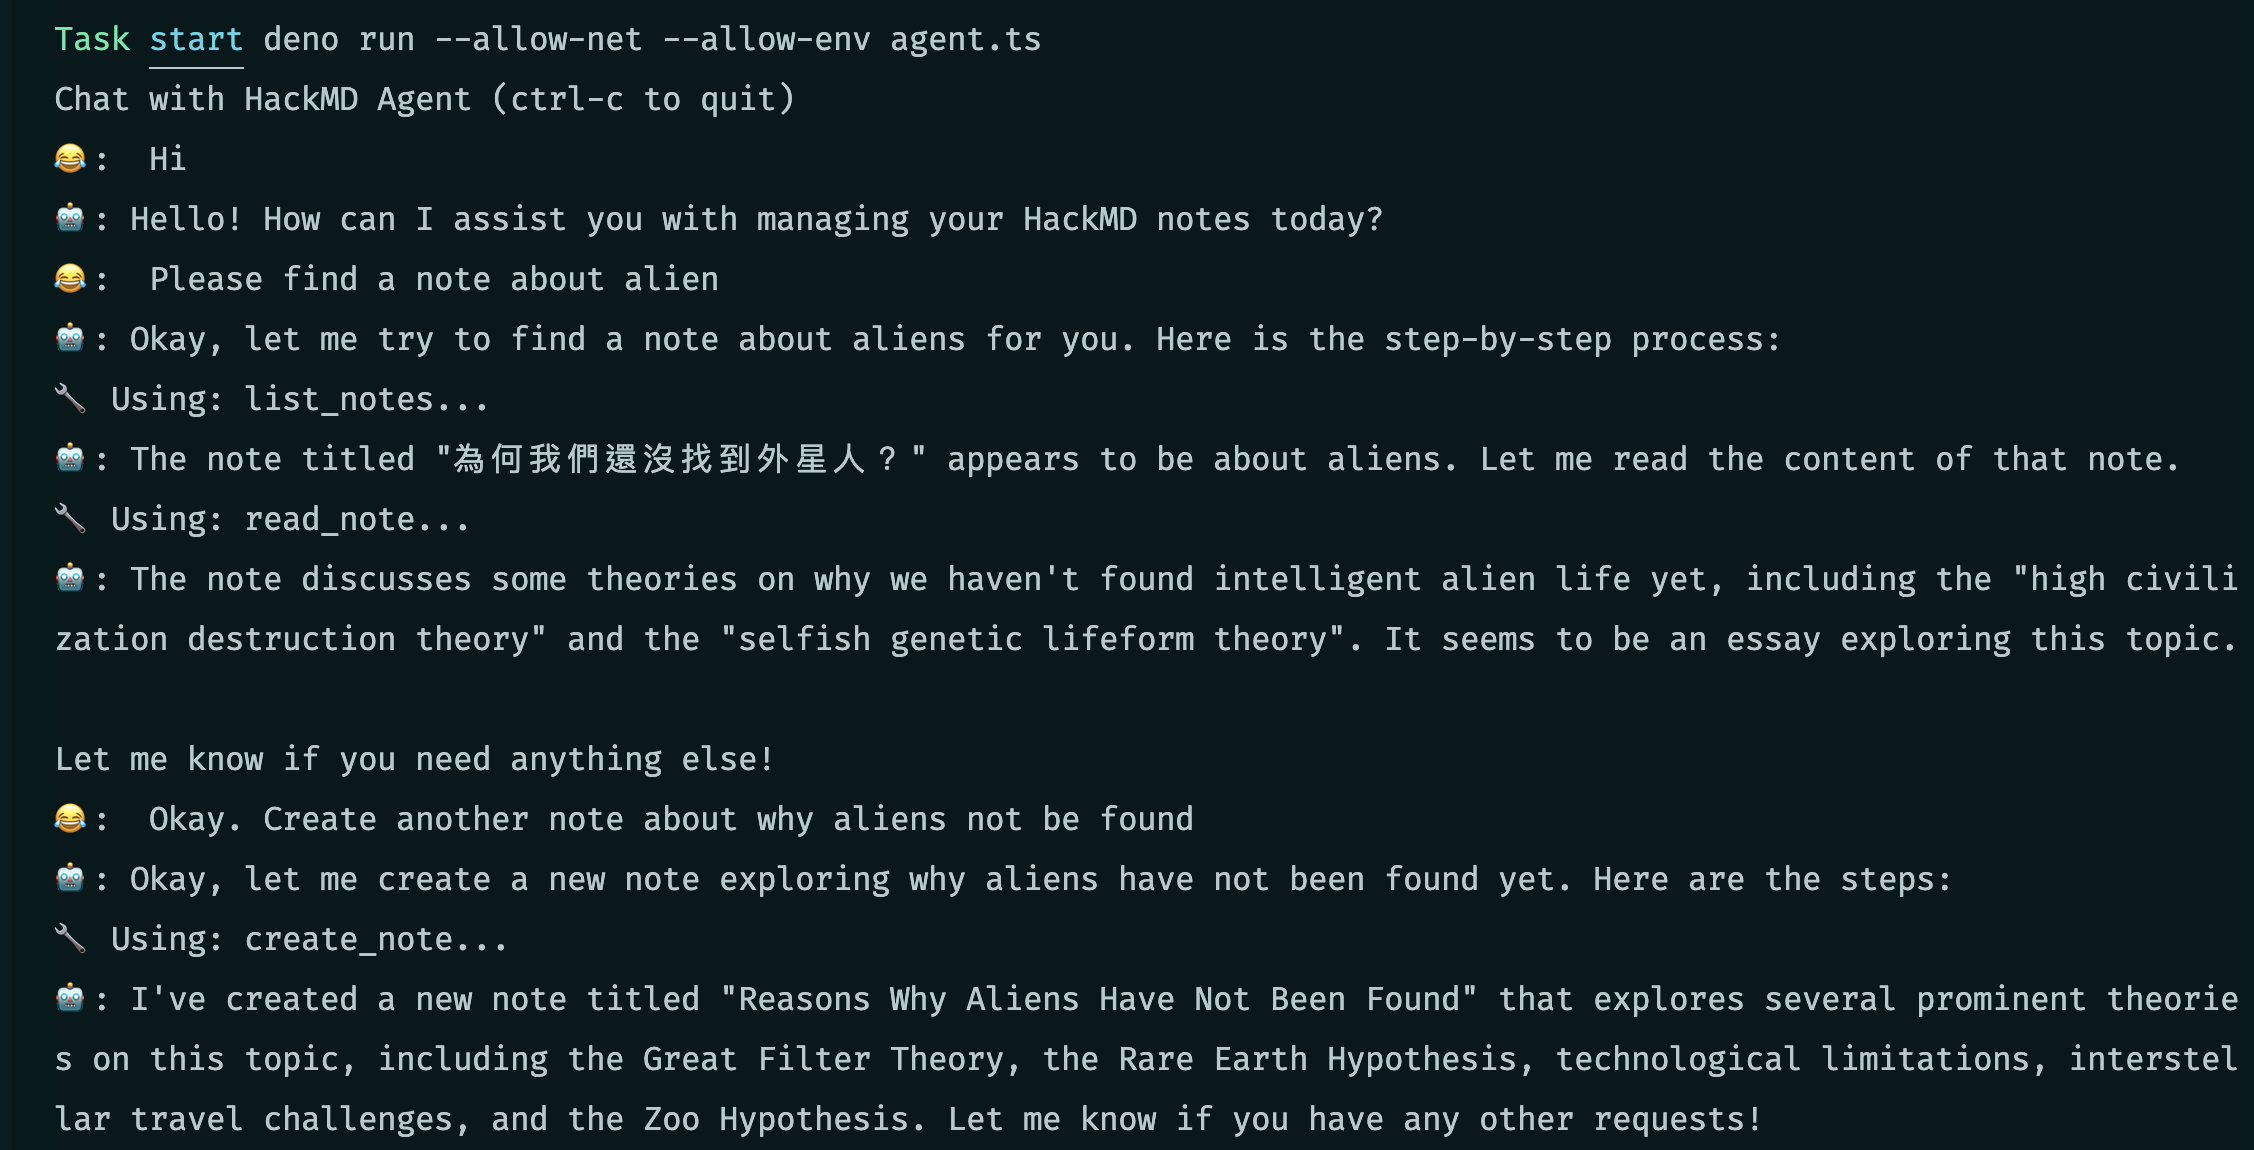 Task start deno run --allow-net --allow-env agent.ts
Chat with HackMD Agent (ctrl-c to quit)
😂:  Hi
🤖: Hello! How can I assist you with managing your HackMD notes today?
😂:  Please find a note about alien
🤖: Okay, let me try to find a note about aliens for you. Here is the step-by-step process:
🔧 Using: list_notes...
🤖: The note titled "為何我們還沒找到外星人？" appears to be about aliens. Let me read the content of that note.
🔧 Using: read_note...
🤖: The note discusses some theories on why we haven't found intelligent alien life yet, including the "high civili
zation destruction theory" and the "selfish genetic lifeform theory". It seems to be an essay exploring this topic.
Let me know if you need anything else!
😂:  Okay. Create another note about why aliens not be found
🤖: Okay, let me create a new note exploring why aliens have not been found yet. Here are the steps:
🔧 Using: create_note...
🤖: I've created a new note titled "Reasons Why Aliens Have Not Been Found" that explores several prominent theorie
s on this topic, including the Great Filter Theory, the Rare Earth Hypothesis, technological limitations, interstel
lar travel challenges, and the Zoo Hypothesis. Let me know if you have any other requests!